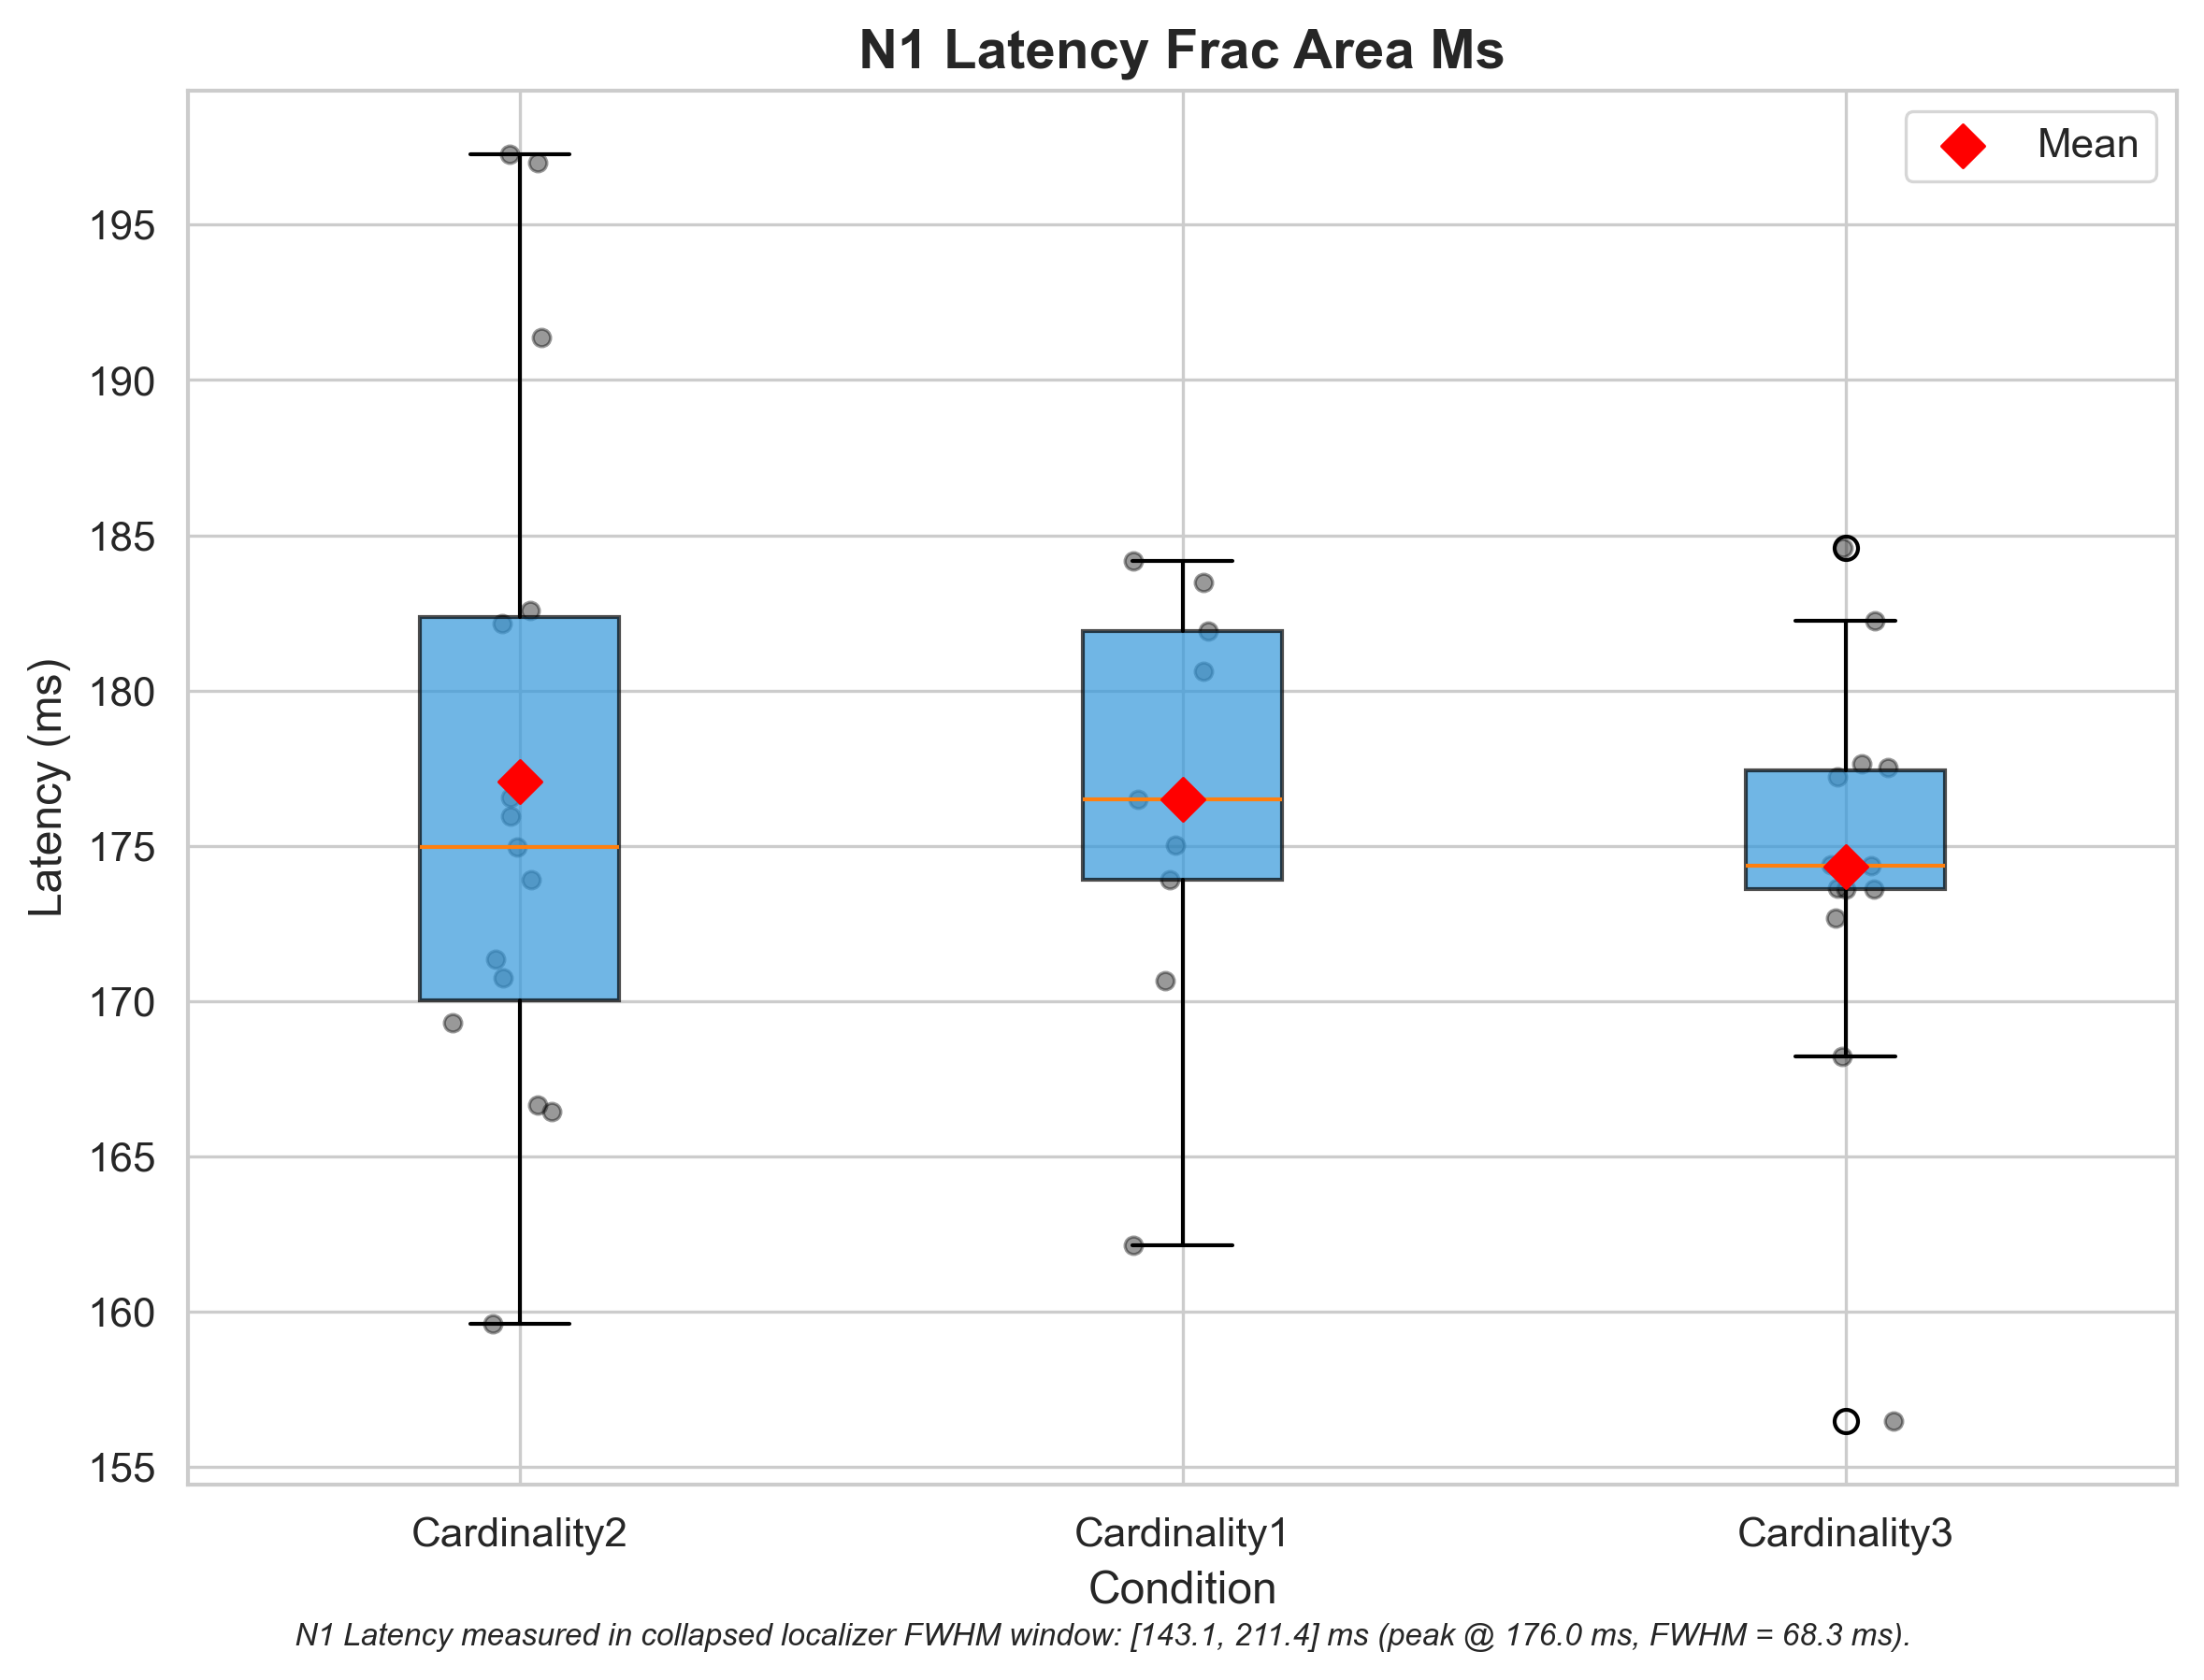 N1 Latency Frac Area Ms
Mean
Latency (ms)
195
190
185
180
175
170
165
160
155
Cardinality2
Cardinality1
Cardinality3
Condition
N1 Latency measured in collapsed localizer FWHM window: [143.1, 211.4] ms (peak @ 176.0 ms, FWHM = 68.3 ms).